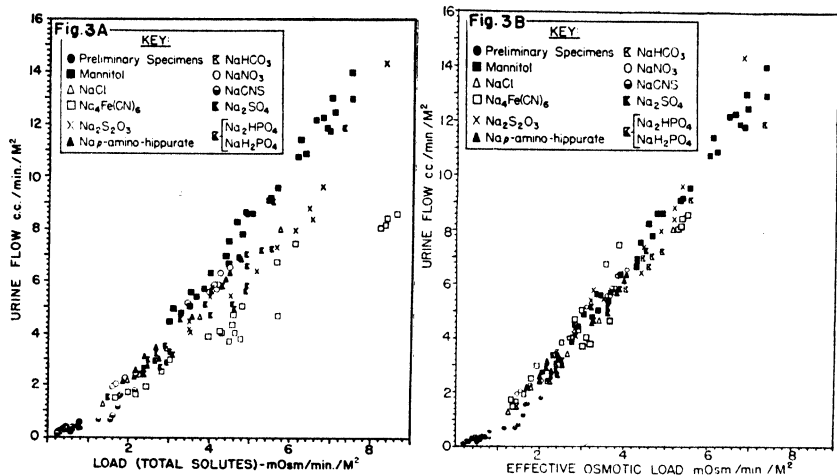 Fig.3A
KEY:
Preliminary Specimens
Mannitol
NaCl
Na4Fe(CN)6
Na2S2O3
Na p-amino-hippurate
NaHCO3
NaNO3
NaCNS
Na2SO4
Na2HPO4
NaH2PO4
URINE FLOW c.c./min./M²
16
14
12
10
8
6
4
2
0
2
4
6
8
LOAD (TOTAL SOLUTES)-mOsm/min./M²
Fig.3B
KEY:
Preliminary Specimens
Mannitol
NaCl
Na4Fe(CN)6
Na2S2O3
Na p-amino-hippurate
NaHCO3
NaNO3
NaCNS
Na2SO4
Na2HPO4
NaH2PO4
URINE FLOW cc/min/M²
16
14
12
10
8
6
4
2
0
2
4
6
8
EFFECTIVE OSMOTIC LOAD mOsm/min/M²